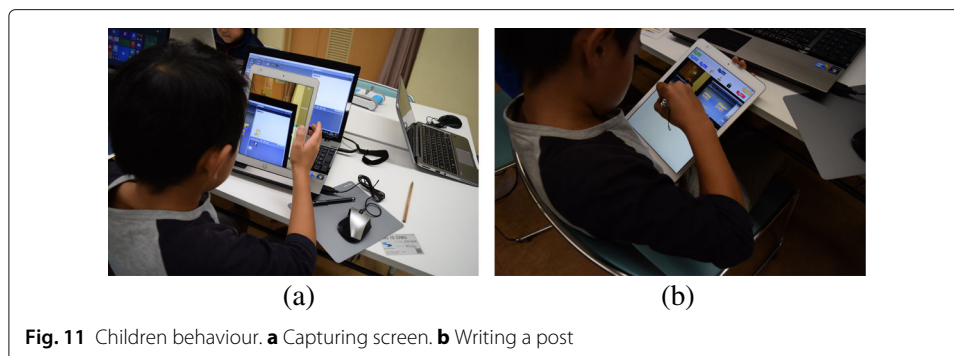 (a)
(b)
Fig. 11 Children behaviour. a Capturing screen. b Writing a post